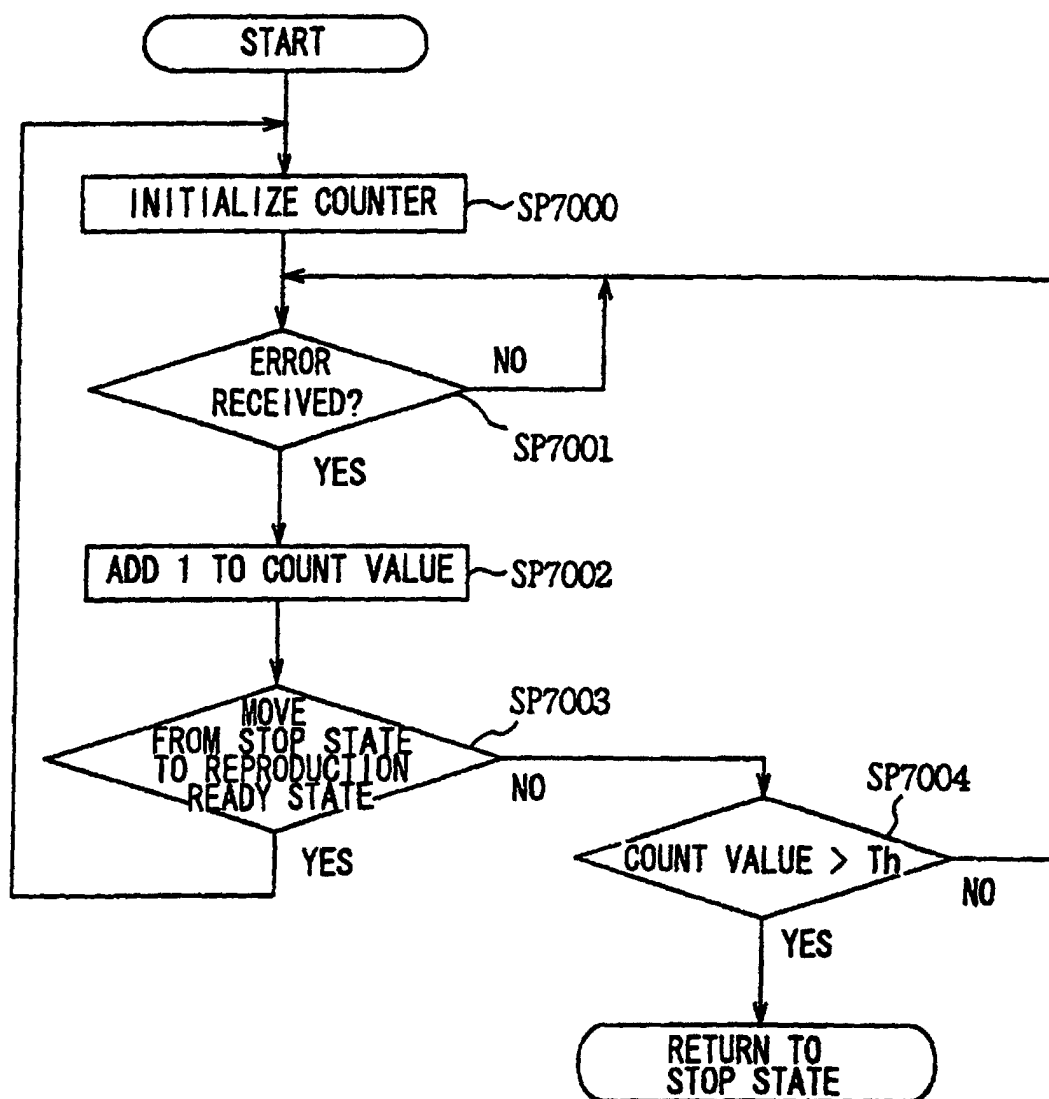 START
INITIALIZE COUNTER
SP7000
ERROR
RECEIVED?
NO
SP7001
YES
ADD 1 TO COUNT VALUE
SP7002
MOVE
FROM STOP STATE
TO REPRODUCTION
READY STATE
SP7003
NO
YES
SP7004
COUNT VALUE > Th
NO
YES
RETURN TO
STOP STATE